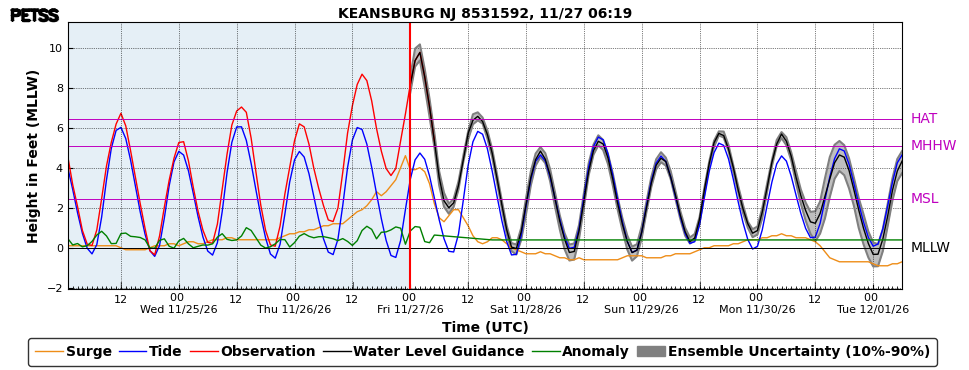 PETSS
KEANSBURG NJ 8531592, 11/27 06:19
Height in Feet (MLLW)
10
8
6
4
2
0
−2
HAT
MHHW
MSL
MLLW
12 00 12 00 12 00 12 00 12 00 12 00 12 00
Wed 11/25/26 Thu 11/26/26 Fri 11/27/26 Sat 11/28/26 Sun 11/29/26 Mon 11/30/26 Tue 12/01/26
Time (UTC)
Surge Tide Observation Water Level Guidance Anomaly Ensemble Uncertainty (10%-90%)